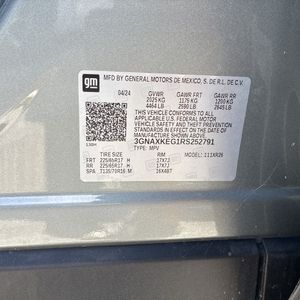 gm
MFD BY GENERAL MOTORS DE MEXICO, S. DE R.L. DE C.V.
04/24 GVWR GAWR FRT GAWR RR
2025 KG 1175 KG 1200 KG
4464 LB 2590 LB 2645 LB
THIS VEHICLE CONFORMS TO ALL
APPLICABLE U.S. FEDERAL MOTOR
VEHICLE SAFETY, BUMPER, AND
THEFT PREVENTION STANDARDS IN
EFFECT ON THE DATE OF
MANUFACTURE SHOWN ABOVE.
3GNAXKEG1RS252791
TYPE: MPV
TIRE SIZE RIM MODEL:
FRT 225/65R17 H 17X7J
RR 225/65R17 H 17X7J
SPA T135/70R16 M 16X4BT